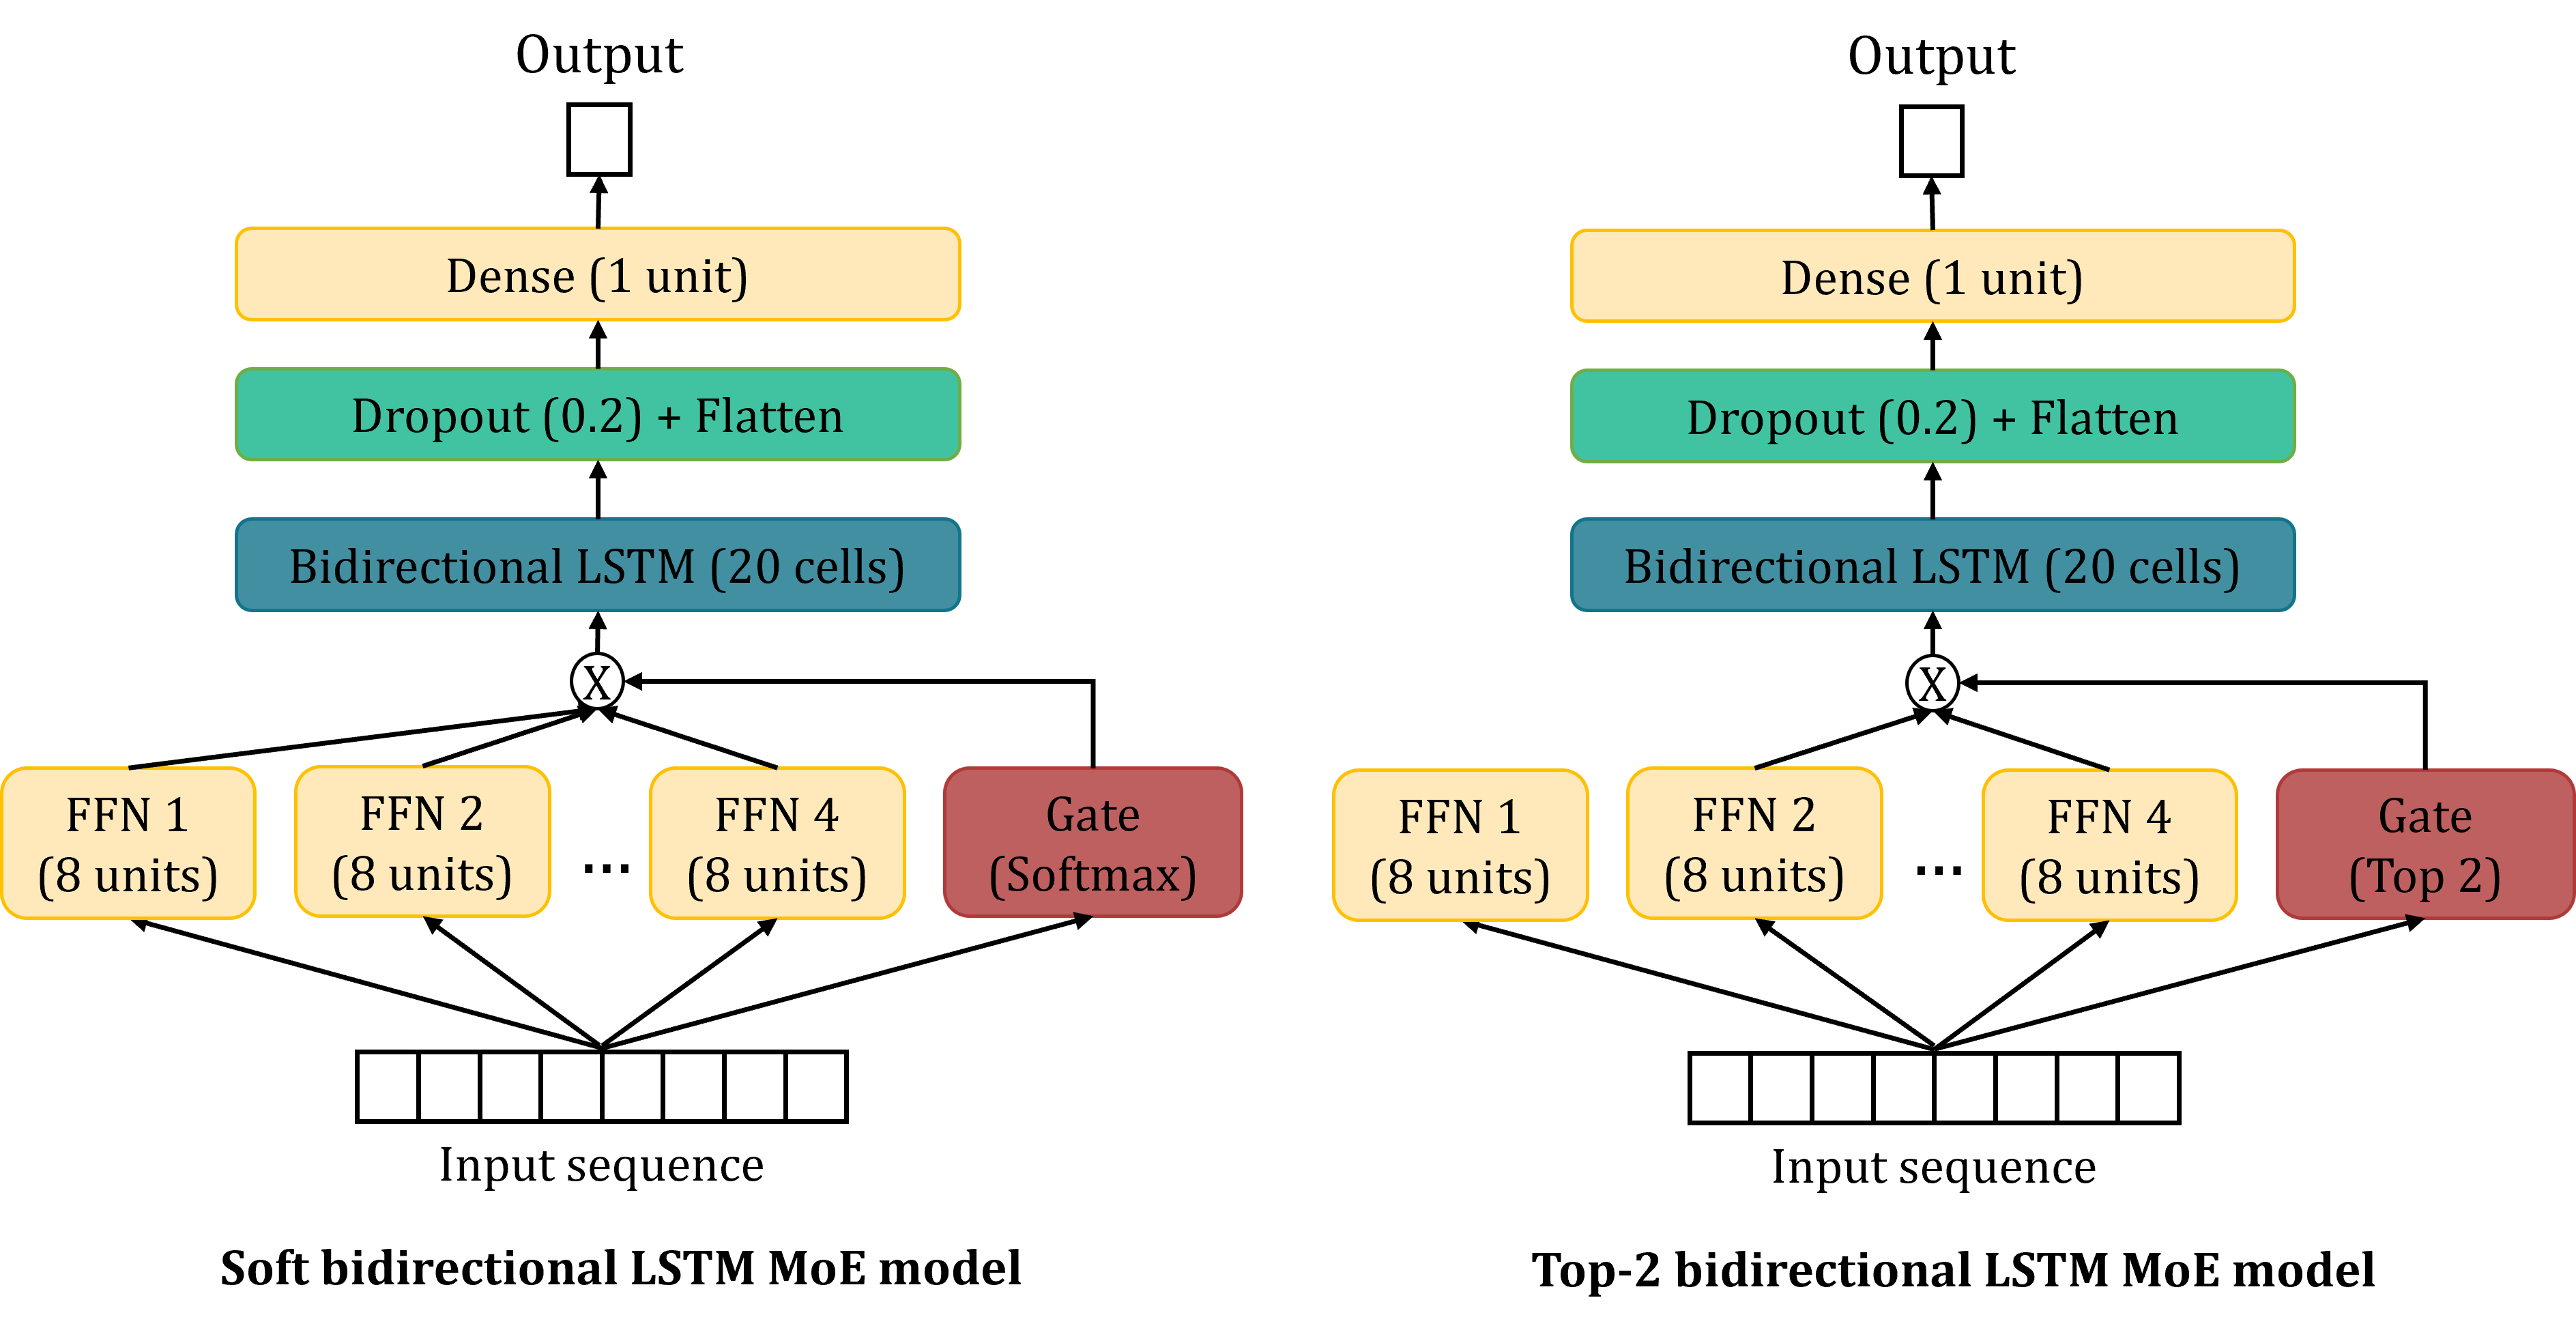 Output
Dense (1 unit)
Dropout (0.2) + Flatten
Bidirectional LSTM (20 cells)
X
FFN 1
(8 units)
FFN 2
(8 units)
...
FFN 4
(8 units)
Gate
(Softmax)
Input sequence
Soft bidirectional LSTM MoE model
Output
Dense (1 unit)
Dropout (0.2) + Flatten
Bidirectional LSTM (20 cells)
X
FFN 1
(8 units)
FFN 2
(8 units)
...
FFN 4
(8 units)
Gate
(Top 2)
Input sequence
Top-2 bidirectional LSTM MoE model